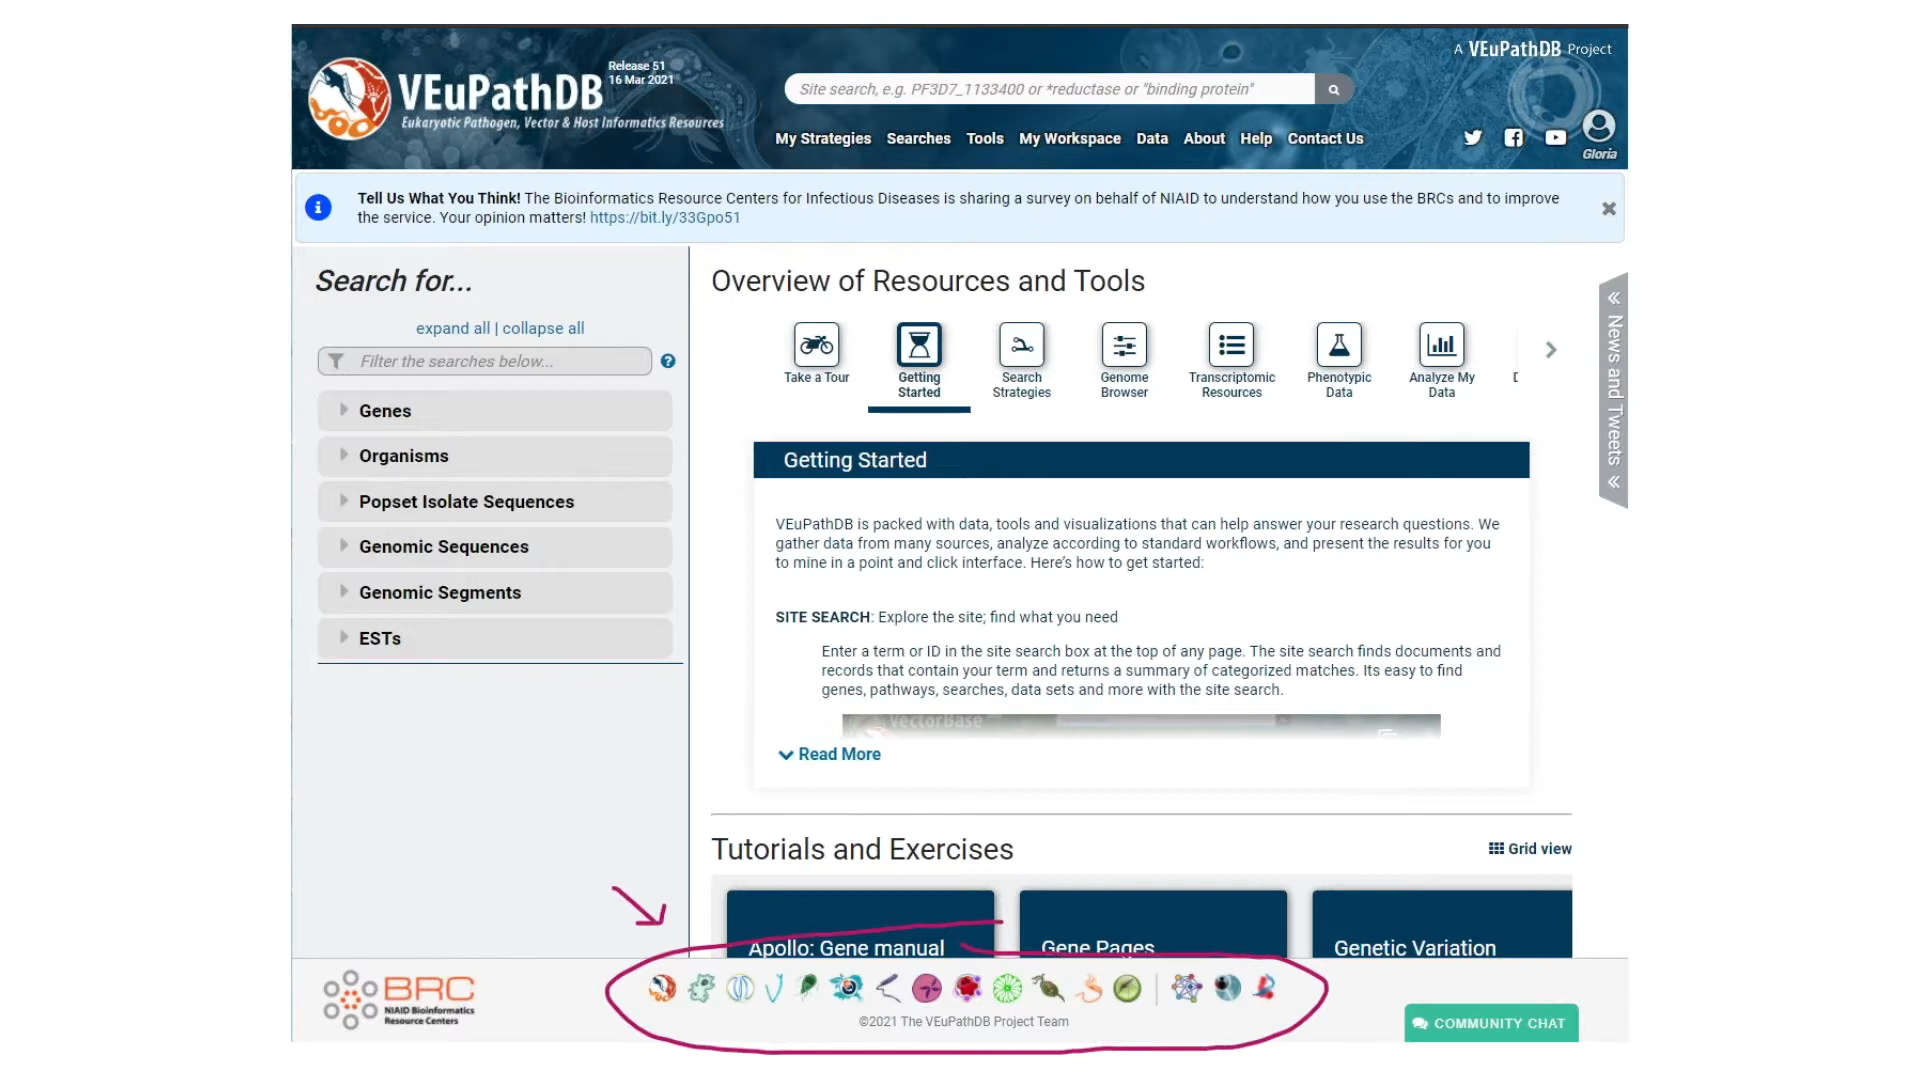 A VEuPathDB Project
Release 51
16 Mar 2021
VEuPathDB
Eukaryotic Pathogen, Vector & Host Informatics Resources
Site search, e.g. PF3D7_1133400 or *reductase or "binding protein"
My Strategies Searches Tools My Workspace Data About Help Contact Us
Gloria
Tell Us What You Think! The Bioinformatics Resource Centers for Infectious Diseases is sharing a survey on behalf of NIAID to understand how you use the BRCs and to improve
the service. Your opinion matters! https://bit.ly/33Gpo51
Search for...
expand all | collapse all
Filter the searches below...
Genes
Organisms
Popset Isolate Sequences
Genomic Sequences
Genomic Segments
ESTs
Overview of Resources and Tools
Take a Tour
Getting
Started
Search
Strategies
Genome
Browser
Transcriptomic
Resources
Phenotypic
Data
Analyze My
Data
News and Tweets
Getting Started
VEuPathDB is packed with data, tools and visualizations that can help answer your research questions. We
gather data from many sources, analyze according to standard workflows, and present the results for you
to mine in a point and click interface. Here's how to get started:
SITE SEARCH: Explore the site; find what you need
Enter a term or ID in the site search box at the top of any page. The site search finds documents and
records that contain your term and returns a summary of categorized matches. Its easy to find
genes, pathways, searches, data sets and more with the site search.
VectorBase
Read More
Tutorials and Exercises
Grid view
Apollo: Gene manual
Gene Pages
Genetic Variation
BRC
NIAID Bioinformatics
Resource Centers
©2021 The VEuPathDB Project Team
COMMUNITY CHAT